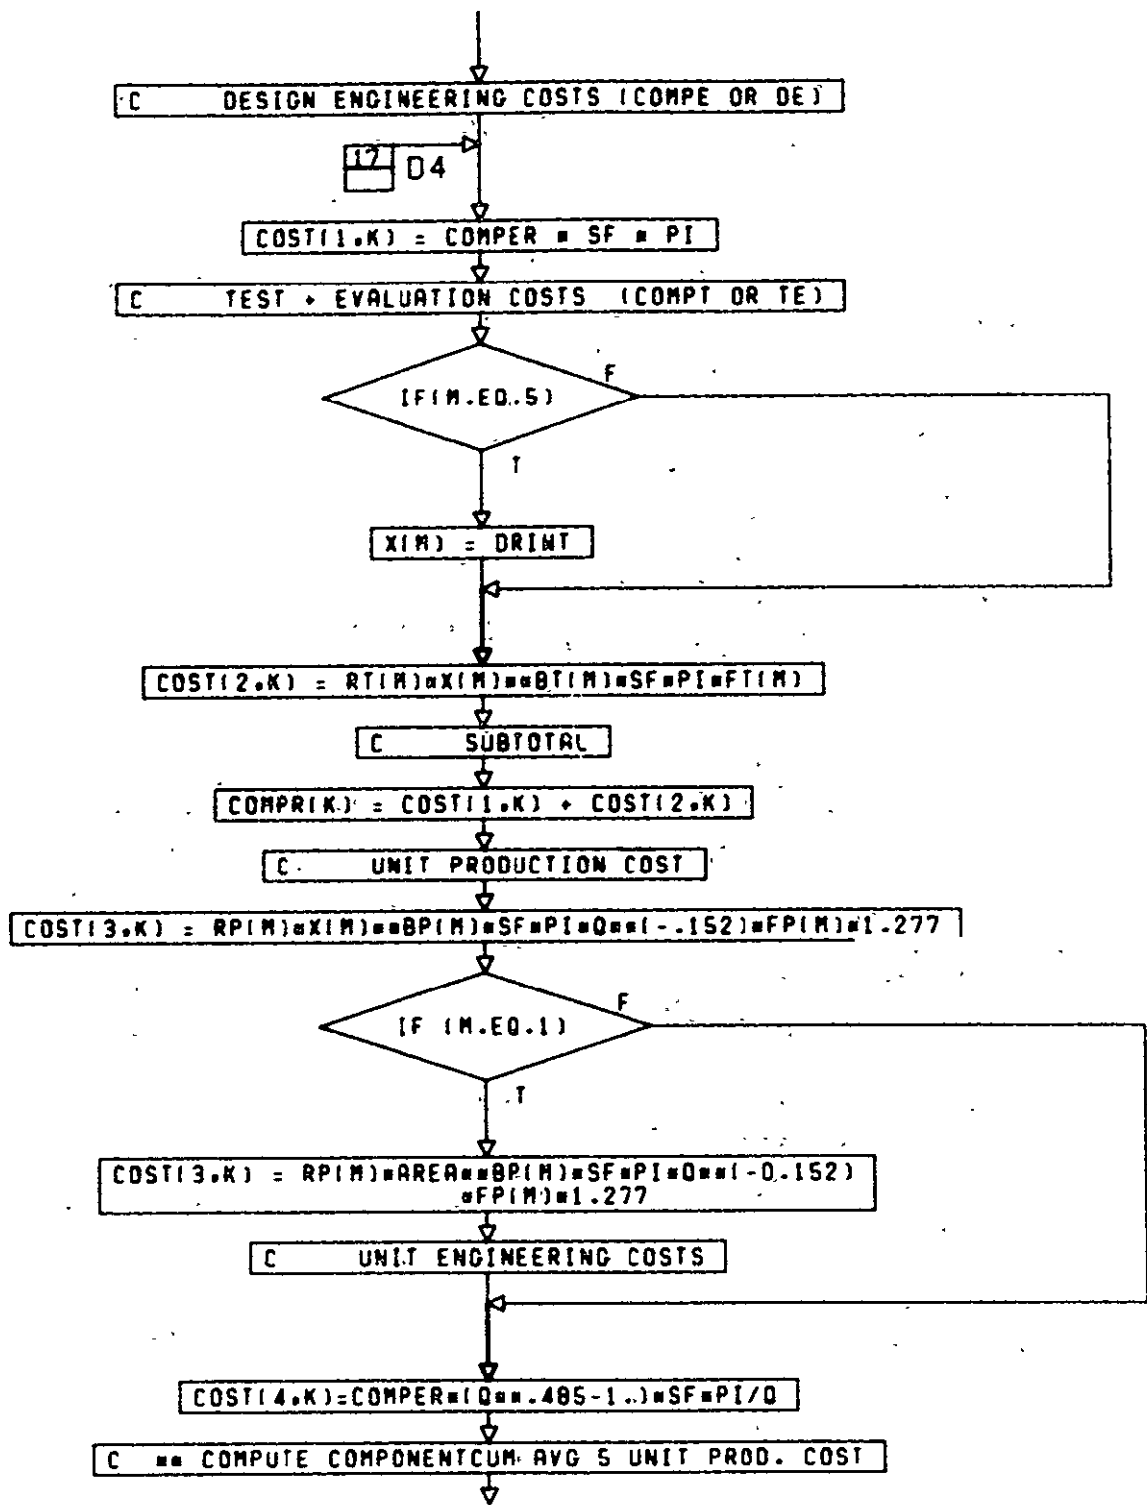 C DESIGN ENGINEERING COSTS (COMPE OR DE)
17 D4
COST(1,K) = COMPER * SF * PI
C TEST + EVALUATION COSTS (COMPT OR TE)
F
IF(M.EQ.5)
T
X(M) = DRINT
COST(2,K) = RT(M)*X(M)**BT(M)*SF*PI*FT(M)
C SUBTOTAL
COMPR(K) = COST(1,K) + COST(2,K)
C UNIT PRODUCTION COST
COST(3,K) = RP(M)*X(M)**BP(M)*SF*PI*Q**(-.152)*FP(M)*1.277
F
IF (M.EQ.1)
T
COST(3,K) = RP(M)*AREA**BP(M)*SF*PI*Q**(-0.152)
*FP(M)*1.277
C UNIT ENGINEERING COSTS
COST(4,K)=COMPER*(Q**.485-1.)*SF*PI/Q
C ** COMPUTE COMPONENTCUM AVG 5 UNIT PROD. COST